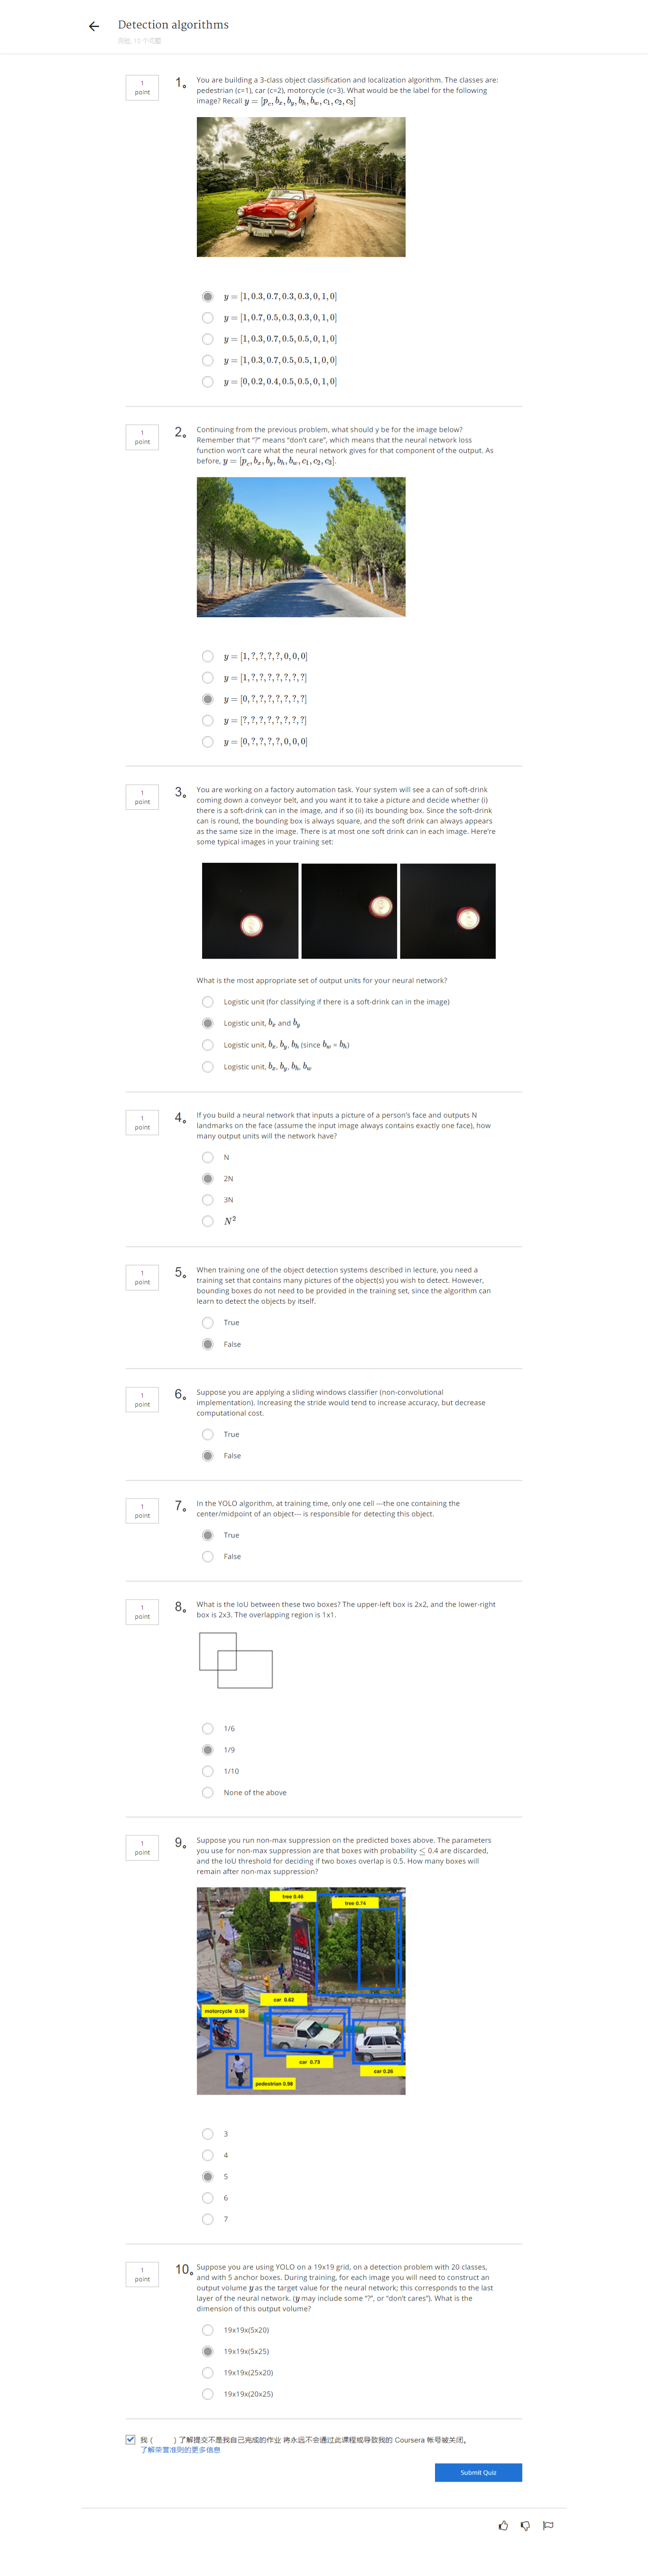 Detection algorithms
测验, 10 个问题
1
point
1。
You are building a 3-class object classification and localization algorithm. The classes are:
pedestrian (c=1), car (c=2), motorcycle (c=3). What would be the label for the following
image? Recall y = [p_c, b_x, b_y, b_h, b_w, c_1, c_2, c_3]
y = [1, 0.3, 0.7, 0.3, 0.3, 0, 1, 0]
y = [1, 0.7, 0.5, 0.3, 0.3, 0, 1, 0]
y = [1, 0.3, 0.7, 0.5, 0.5, 0, 1, 0]
y = [1, 0.3, 0.7, 0.5, 0.5, 1, 0, 0]
y = [0, 0.2, 0.4, 0.5, 0.5, 0, 1, 0]
1
point
2。
Continuing from the previous problem, what should y be for the image below?
Remember that “?” means “don’t care”, which means that the neural network loss
function won’t care what the neural network gives for that component of the output. As
before, y = [p_c, b_x, b_y, b_h, b_w, c_1, c_2, c_3].
y = [1, ?, ?, ?, ?, 0, 0, 0]
y = [1, ?, ?, ?, ?, ?, ?, ?]
y = [0, ?, ?, ?, ?, ?, ?, ?]
y = [?, ?, ?, ?, ?, ?, ?, ?]
y = [0, ?, ?, ?, ?, 0, 0, 0]
1
point
3。
You are working on a factory automation task. Your system will see a can of soft-drink
coming down a conveyor belt, and you want it to take a picture and decide whether (i)
there is a soft-drink can in the image, and if so (ii) its bounding box. Since the soft-drink
can is round, the bounding box is always square, and the soft drink can always appears
as the same size in the image. There is at most one soft drink can in each image. Here’re
some typical images in your training set:
What is the most appropriate set of output units for your neural network?
Logistic unit (for classifying if there is a soft-drink can in the image)
Logistic unit, b_x and b_y
Logistic unit, b_x, b_y, b_h (since b_w = b_h)
Logistic unit, b_x, b_y, b_h, b_w
1
point
4。
If you build a neural network that inputs a picture of a person’s face and outputs N
landmarks on the face (assume the input image always contains exactly one face), how
many output units will the network have?
N
2N
3N
N²
1
point
5。
When training one of the object detection systems described in lecture, you need a
training set that contains many pictures of the object(s) you wish to detect. However,
bounding boxes do not need to be provided in the training set, since the algorithm can
learn to detect the objects by itself.
True
False
1
point
6。
Suppose you are applying a sliding windows classifier (non-convolutional
implementation). Increasing the stride would tend to increase accuracy, but decrease
computational cost.
True
False
1
point
7。
In the YOLO algorithm, at training time, only one cell ---the one containing the
center/midpoint of an object--- is responsible for detecting this object.
True
False
1
point
8。
What is the IoU between these two boxes? The upper-left box is 2x2, and the lower-right
box is 2x3. The overlapping region is 1x1.
1/6
1/9
1/10
None of the above
1
point
9。
Suppose you run non-max suppression on the predicted boxes above. The parameters
you use for non-max suppression are that boxes with probability ≤ 0.4 are discarded,
and the IoU threshold for deciding if two boxes overlap is 0.5. How many boxes will
remain after non-max suppression?
tree 0.46
tree 0.74
car 0.62
motorcycle 0.58
car 0.73
car 0.26
pedestrian 0.98
3
4
5
6
7
1
point
10。
Suppose you are using YOLO on a 19x19 grid, on a detection problem with 20 classes,
and with 5 anchor boxes. During training, for each image you will need to construct an
output volume y as the target value for the neural network; this corresponds to the last
layer of the neural network. (y may include some “?”, or “don’t cares”). What is the
dimension of this output volume?
19x19x(5x20)
19x19x(5x25)
19x19x(25x20)
19x19x(20x25)
我 ( ) 了解提交不是我自己完成的作业 将永远不会通过此课程或导致我的 Coursera 帐号被关闭。
了解荣誉准则的更多信息
Submit Quiz